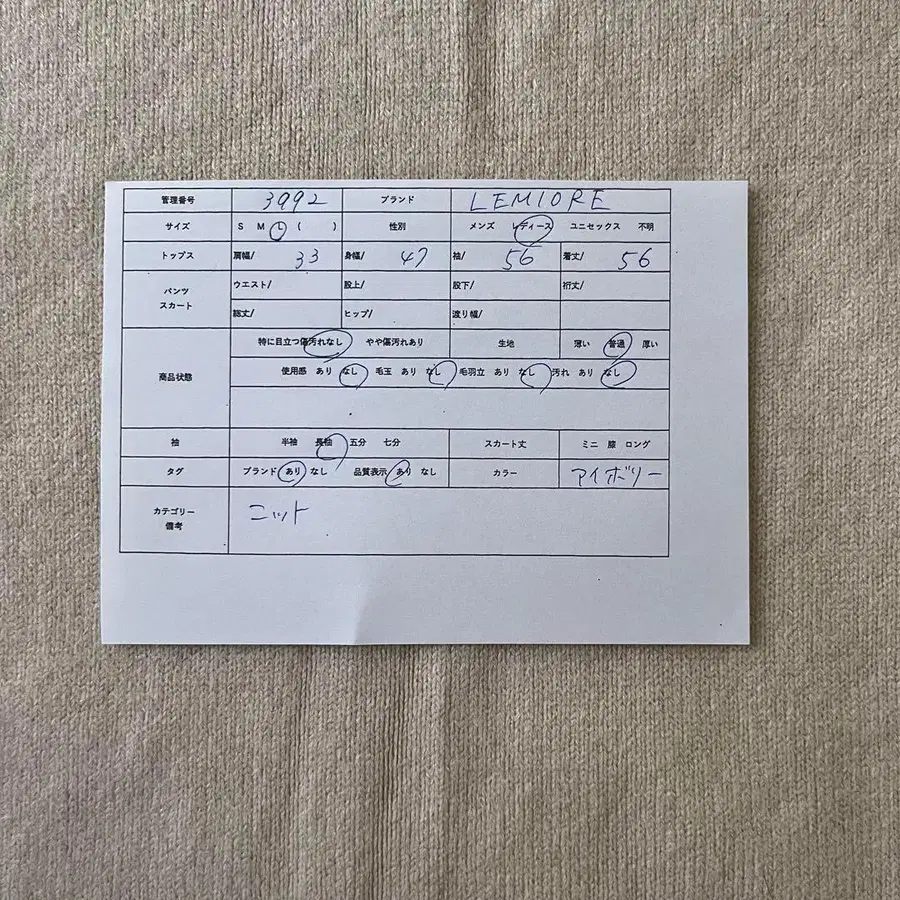 管理番号 3992 ブランド LEMIORE
サイズ S M L ( ) 性別 メンズ レディース ユニセックス 不明
トップス 肩幅/ 33 身幅/ 47 袖/ 56 着丈/ 56
パンツ スカート ウエスト/ 股上/ 股下/ 裄丈/
総丈/ ヒップ/ 渡り幅/
特に目立つ傷汚れなし やや傷汚れあり 生地 薄い 普通 厚い
商品状態 使用感 あり なし 毛玉 あり なし 毛羽立 あり なし 汚れ あり なし
袖 半袖 長袖 五分 七分 スカート丈 ミニ 膝 ロング
タグ ブランド あり なし 品質表示 あり なし カラー アイボリー
カテゴリー 備考 ニット